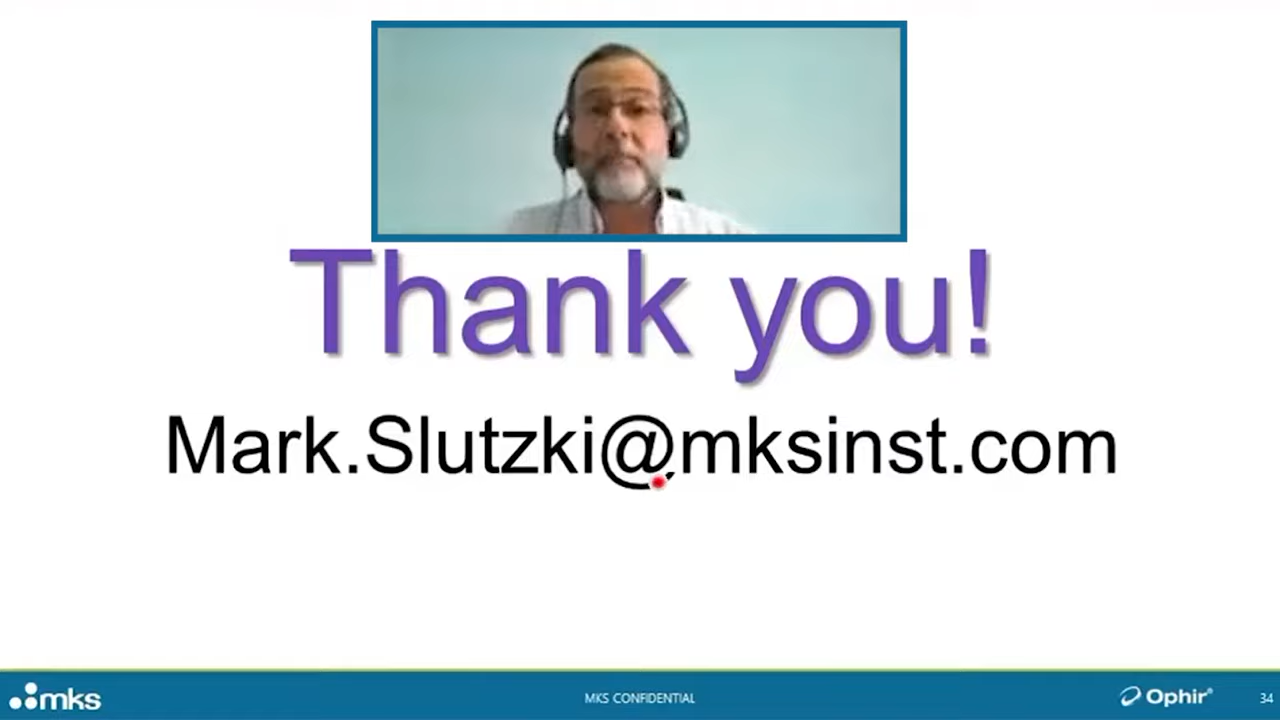 Thank you!
Mark.Slutzki@mksinst.com
mks
MKS CONFIDENTIAL
Ophir®
34